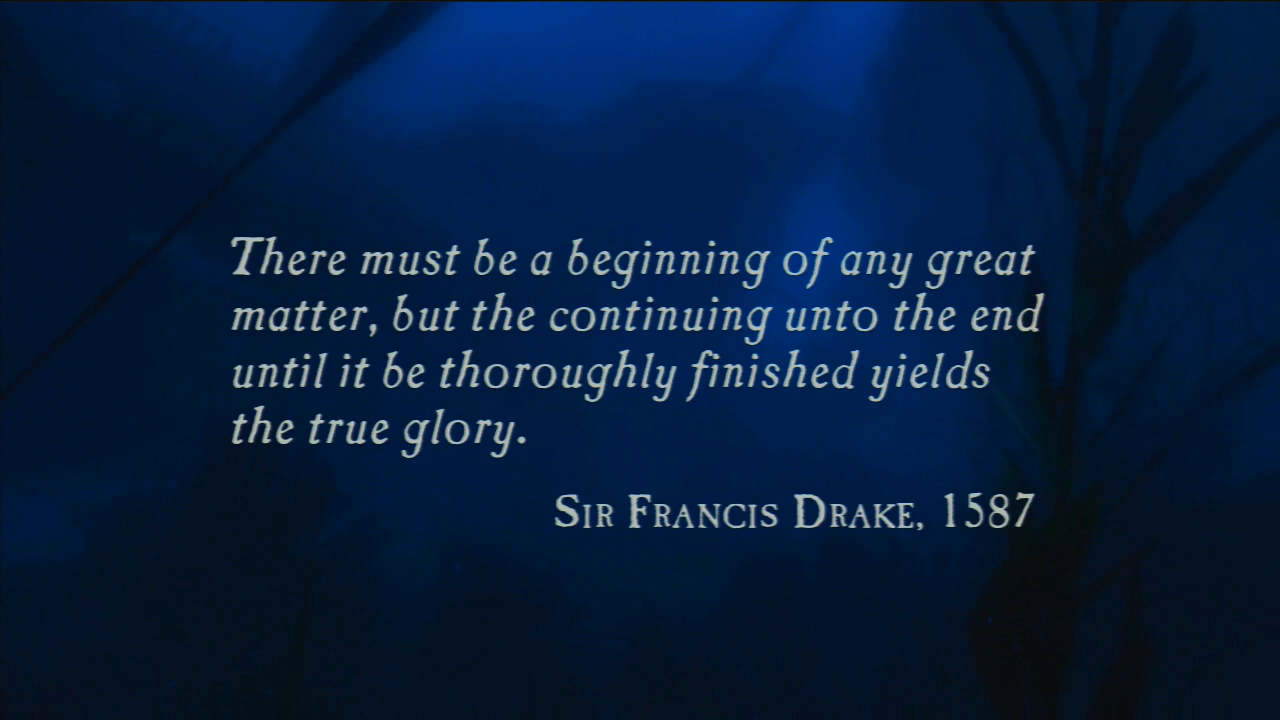 There must be a beginning of any great
matter, but the continuing unto the end
until it be thoroughly finished yields
the true glory.
SIR FRANCIS DRAKE, 1587